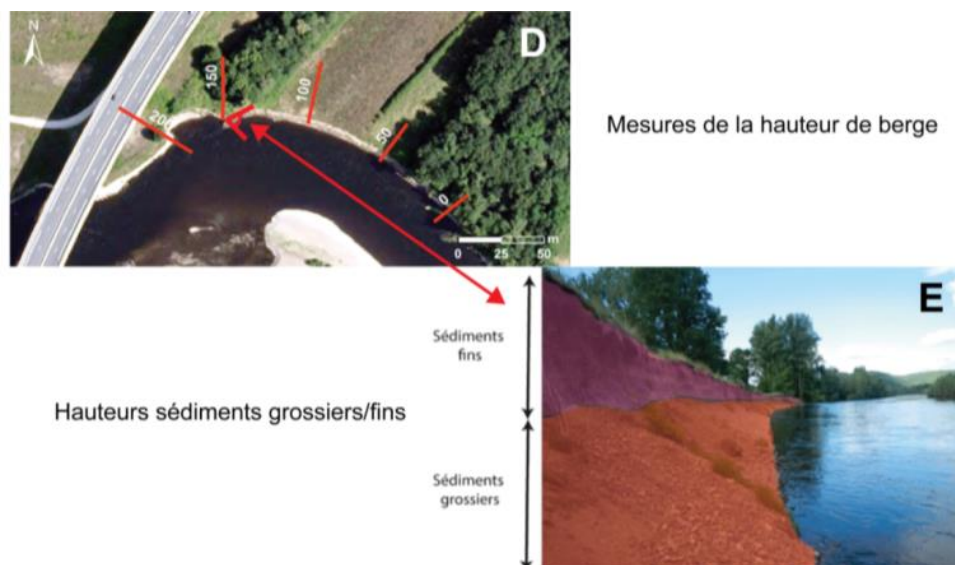 N
D
200
150
100
50
0
0 25 50 m
Mesures de la hauteur de berge
E
Sédiments
fins
Hauteurs sédiments grossiers/fins
Sédiments
grossiers